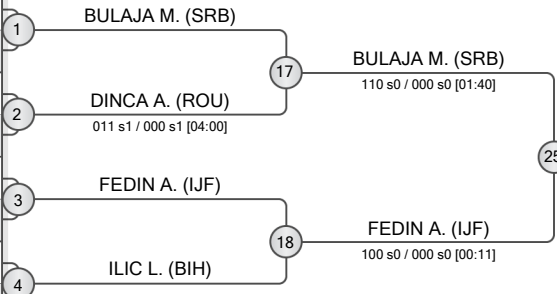 1
BULAJA M. (SRB)
17
BULAJA M. (SRB)
110 s0 / 000 s0 [01:40]
2
DINCA A. (ROU)
011 s1 / 000 s1 [04:00]
25
3
FEDIN A. (IJF)
18
FEDIN A. (IJF)
100 s0 / 000 s0 [00:11]
4
ILIC L. (BIH)